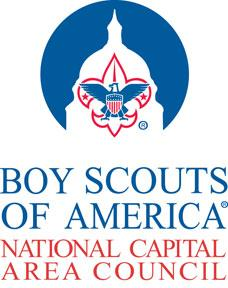 ®
BOY SCOUTS
OF AMERICA®
NATIONAL CAPITAL
AREA COUNCIL